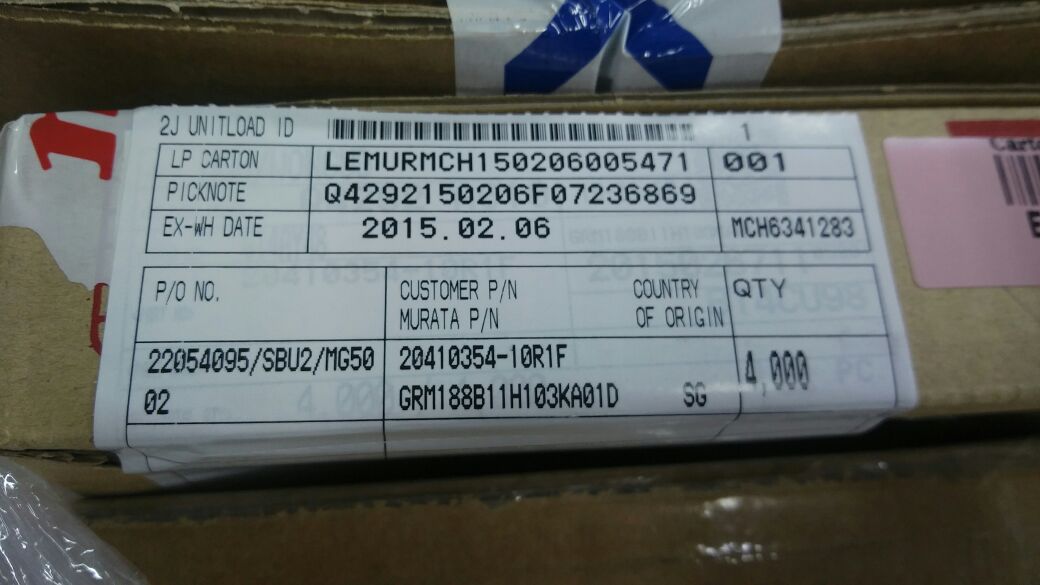 2J UNITLOAD ID 1
LP CARTON LEMURMCH150206005471 001
PICKNOTE Q4292150206F07236869
EX-WH DATE 2015.02.06 MCH6341283
P/O NO. CUSTOMER P/N COUNTRY QTY
MURATA P/N OF ORIGIN
22054095/SBU2/MG50 20410354-10R1F 4,000
02 GRM188B11H103KA01D SG